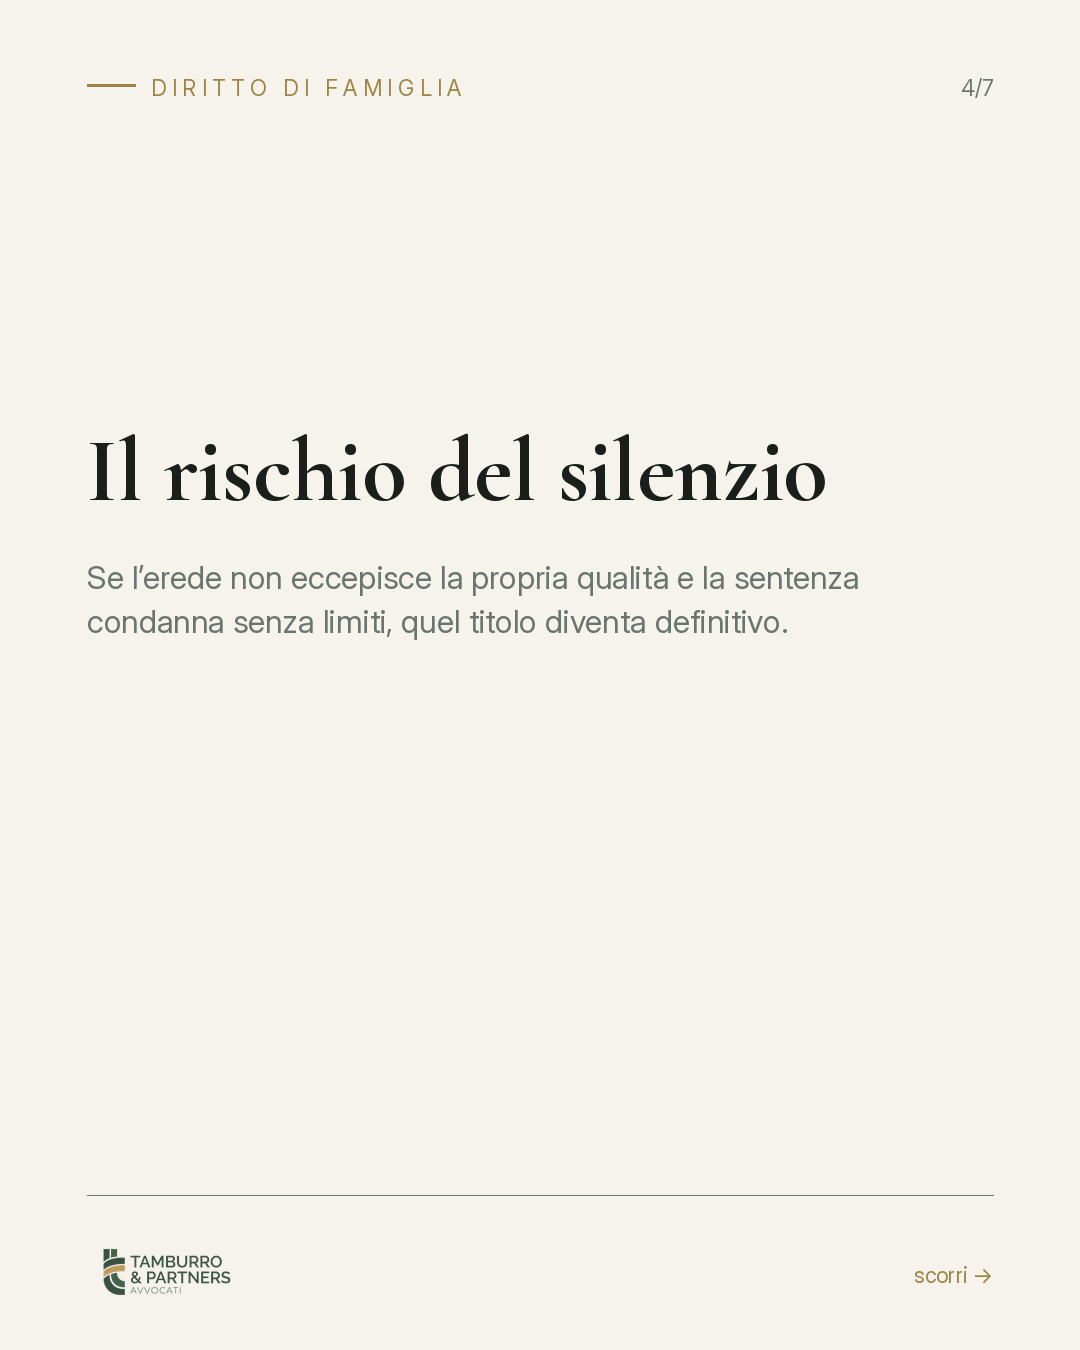 DIRITTO DI FAMIGLIA
4/7
Il rischio del silenzio
Se l’erede non eccepisce la propria qualità e la sentenza
condanna senza limiti, quel titolo diventa definitivo.
TAMBURRO
& PARTNERS
AVVOCATI
scorri →